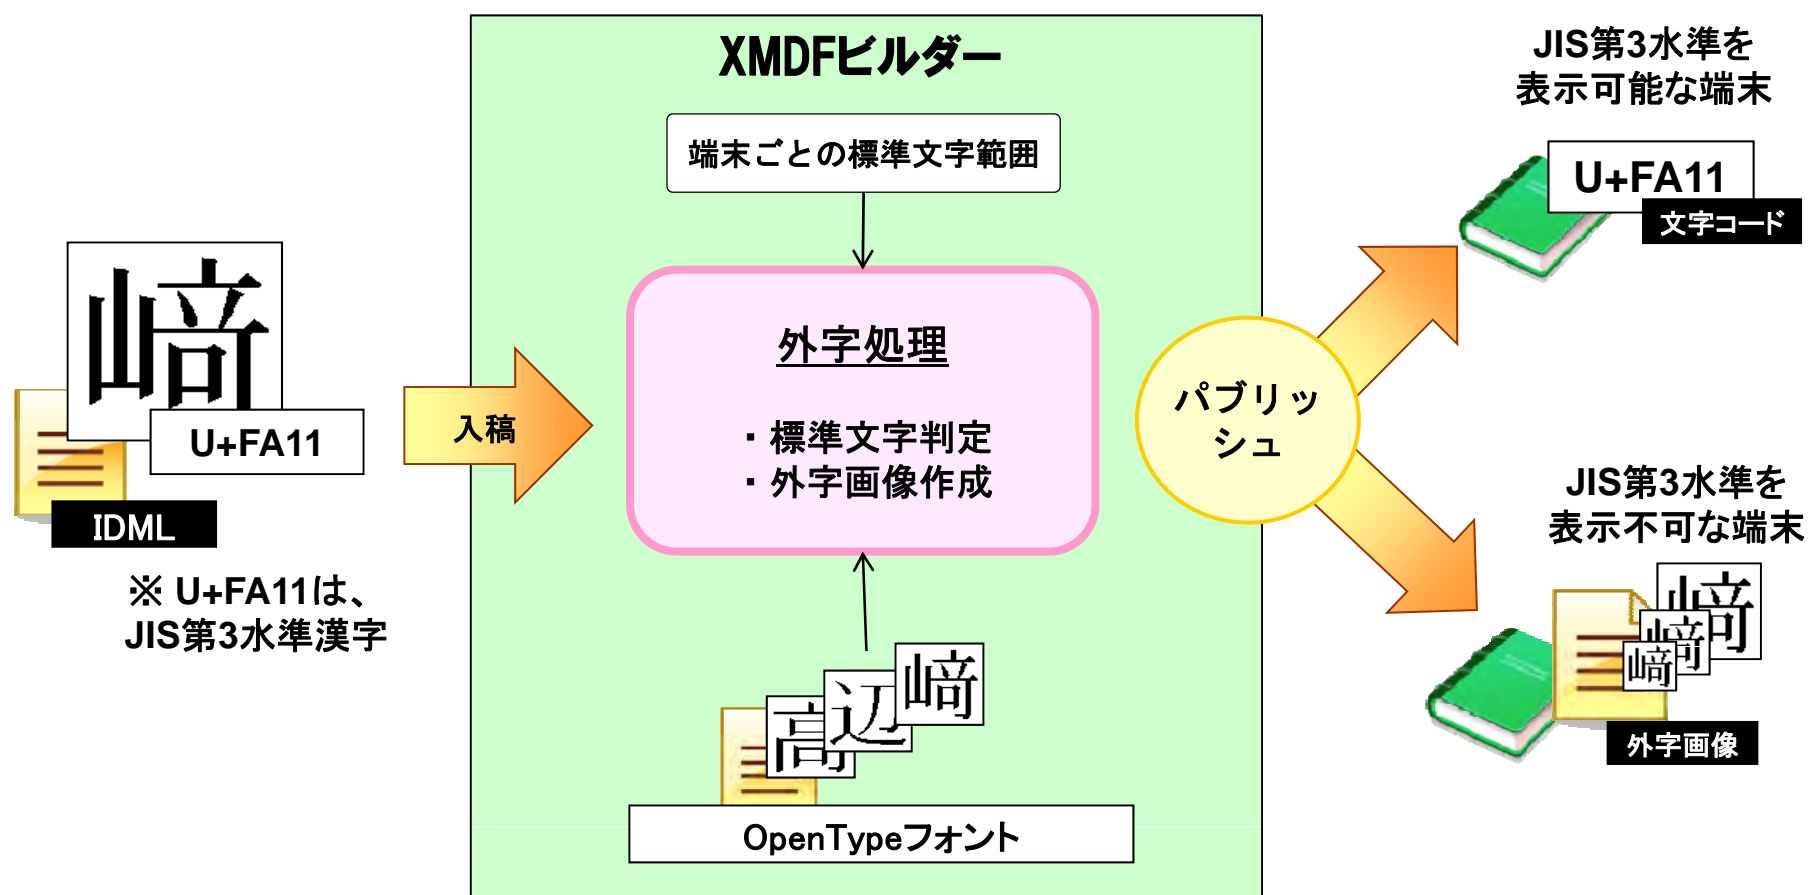 XMDFビルダー
端末ごとの標準文字範囲
外字処理
・標準文字判定
・外字画像作成
﨑
U+FA11
IDML
※ U+FA11は、
JIS第3水準漢字
入稿
高
辺
﨑
OpenTypeフォント
パブリッ
シュ
JIS第3水準を
表示可能な端末
U+FA11
文字コード
JIS第3水準を
表示不可な端末
﨑
﨑
﨑
外字画像